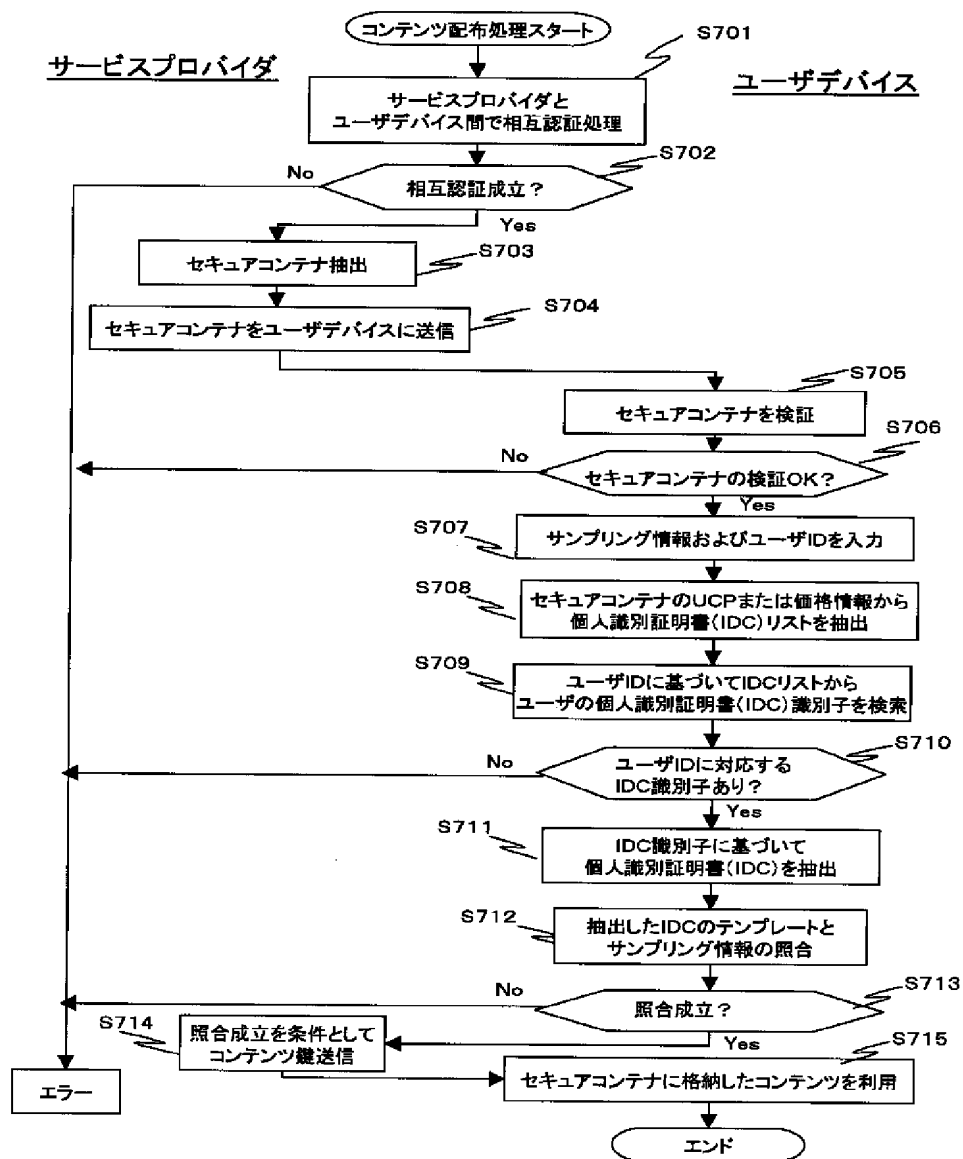 コンテンツ配布処理スタート
S701
サービスプロバイダ
ユーザデバイス
サービスプロバイダと
ユーザデバイス間で相互認証処理
S702
No
相互認証成立?
Yes
S703
セキュアコンテナ抽出
S704
セキュアコンテナをユーザデバイスに送信
S705
セキュアコンテナを検証
S706
No
セキュアコンテナの検証OK?
Yes
S707
サンプリング情報およびユーザIDを入力
S708
セキュアコンテナのUCPまたは価格情報から
個人識別証明書(IDC)リストを抽出
S709
ユーザIDに基づいてIDCリストから
ユーザの個人識別証明書(IDC)識別子を検索
S710
No
ユーザIDに対応する
IDC識別子あり?
Yes
S711
IDC識別子に基づいて
個人識別証明書(IDC)を抽出
S712
抽出したIDCのテンプレートと
サンプリング情報の照合
S713
No
照合成立?
Yes
S714
照合成立を条件として
コンテンツ鍵送信
S715
セキュアコンテナに格納したコンテンツを利用
エラー
エンド